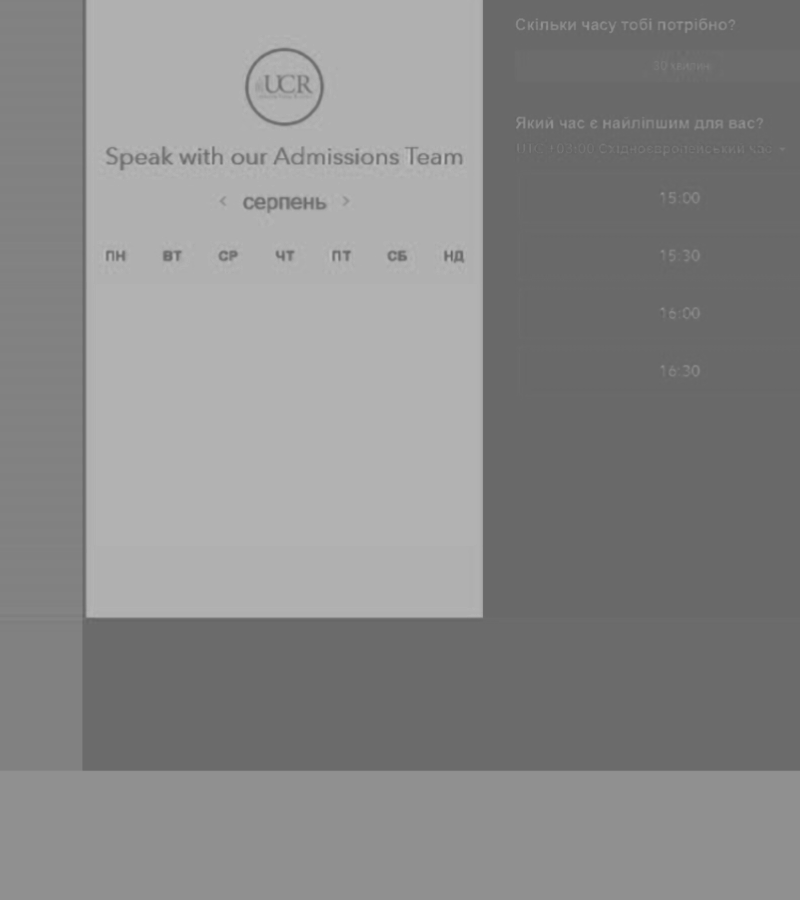 UCR
Speak with our Admissions Team
< серпень >
ПН ВТ СР ЧТ ПТ СБ НД
Скільки часу тобі потрібно?
30 хвилин
Який час є найліпшим для вас?
UTC +03:00 Східноєвропейський час
15:00
15:30
16:00
16:30